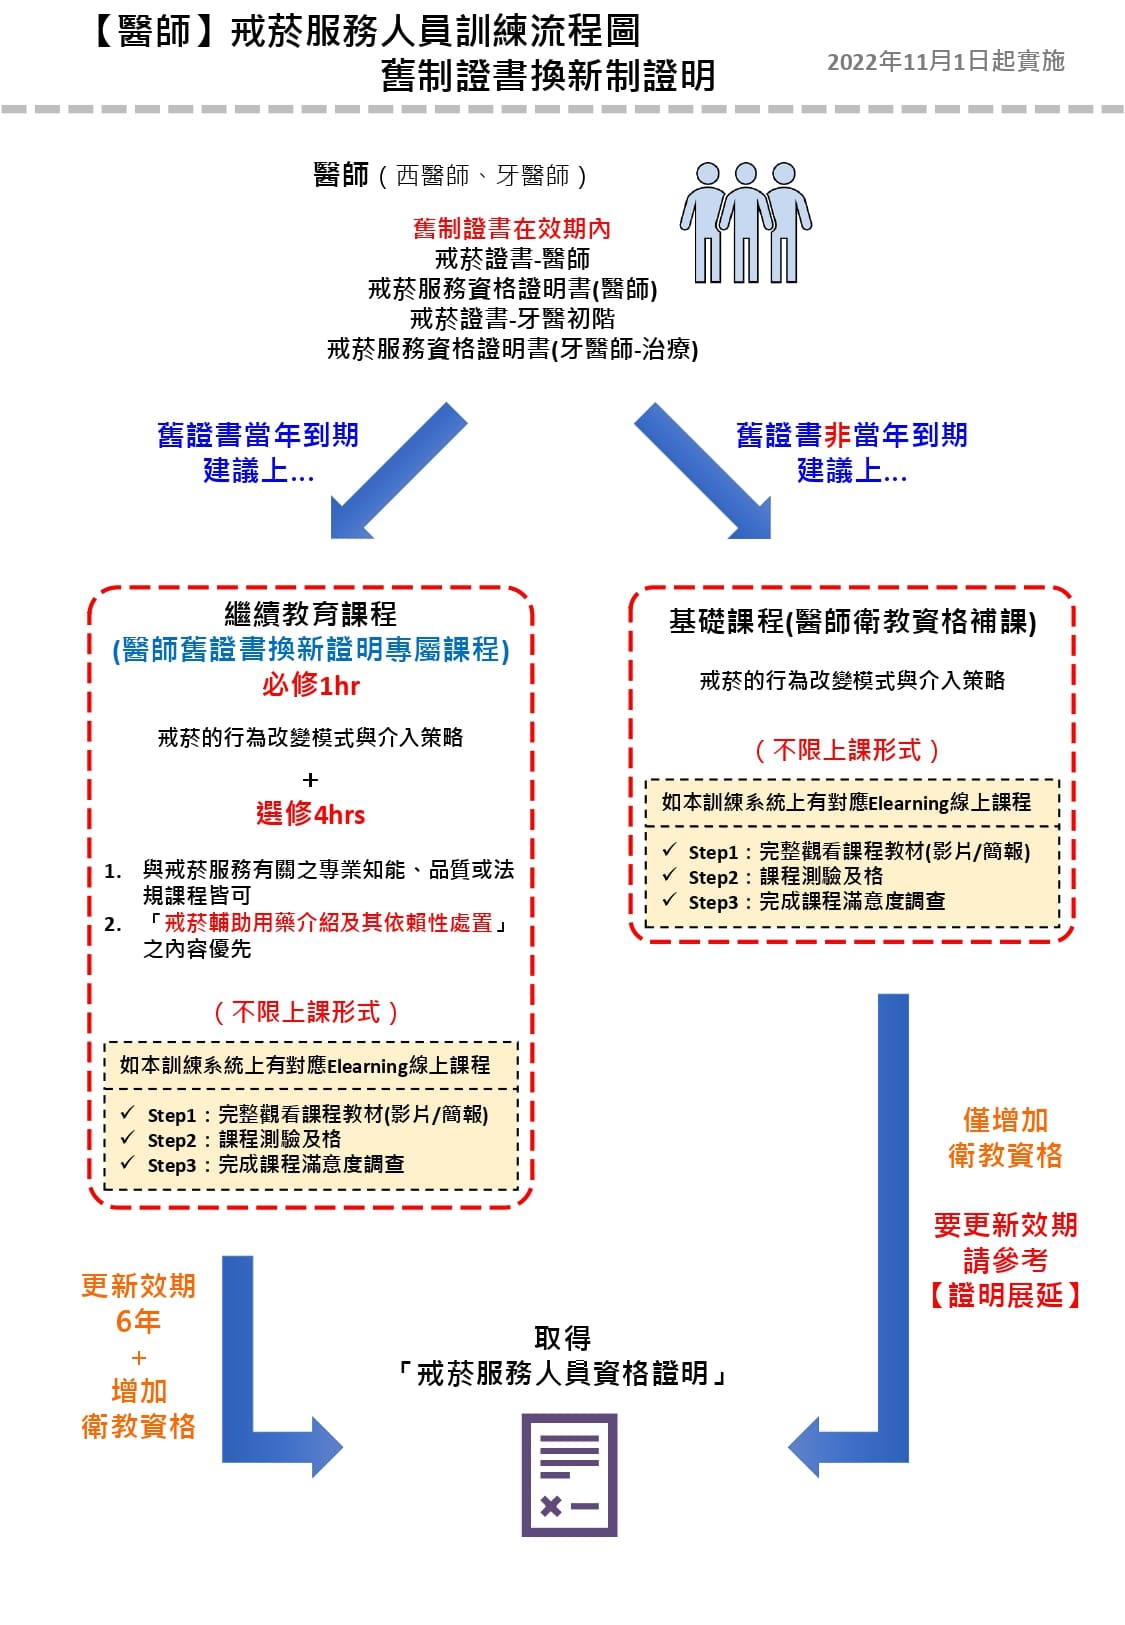 【醫師】戒菸服務人員訓練流程圖
舊制證書換新制證明
2022年11月1日起實施
醫師（西醫師、牙醫師）
舊制證書在效期內
戒菸證書-醫師
戒菸服務資格證明書(醫師)
戒菸證書-牙醫初階
戒菸服務資格證明書(牙醫師-治療)
舊證書當年到期
建議上...
舊證書非當年到期
建議上...
繼續教育課程
(醫師舊證書換新證明專屬課程)
必修1hr
戒菸的行為改變模式與介入策略
+
選修4hrs
1. 與戒菸服務有關之專業知能、品質或法
規課程皆可
2. 「戒菸輔助用藥介紹及其依賴性處置」
之內容優先
（不限上課形式）
如本訓練系統上有對應Elearning線上課程
✓ Step1：完整觀看課程教材(影片/簡報)
✓ Step2：課程測驗及格
✓ Step3：完成課程滿意度調查
基礎課程(醫師衛教資格補課)
戒菸的行為改變模式與介入策略
（不限上課形式）
如本訓練系統上有對應Elearning線上課程
✓ Step1：完整觀看課程教材(影片/簡報)
✓ Step2：課程測驗及格
✓ Step3：完成課程滿意度調查
僅增加
衛教資格
要更新效期
請參考
【證明展延】
更新效期
6年
+
增加
衛教資格
取得
「戒菸服務人員資格證明」